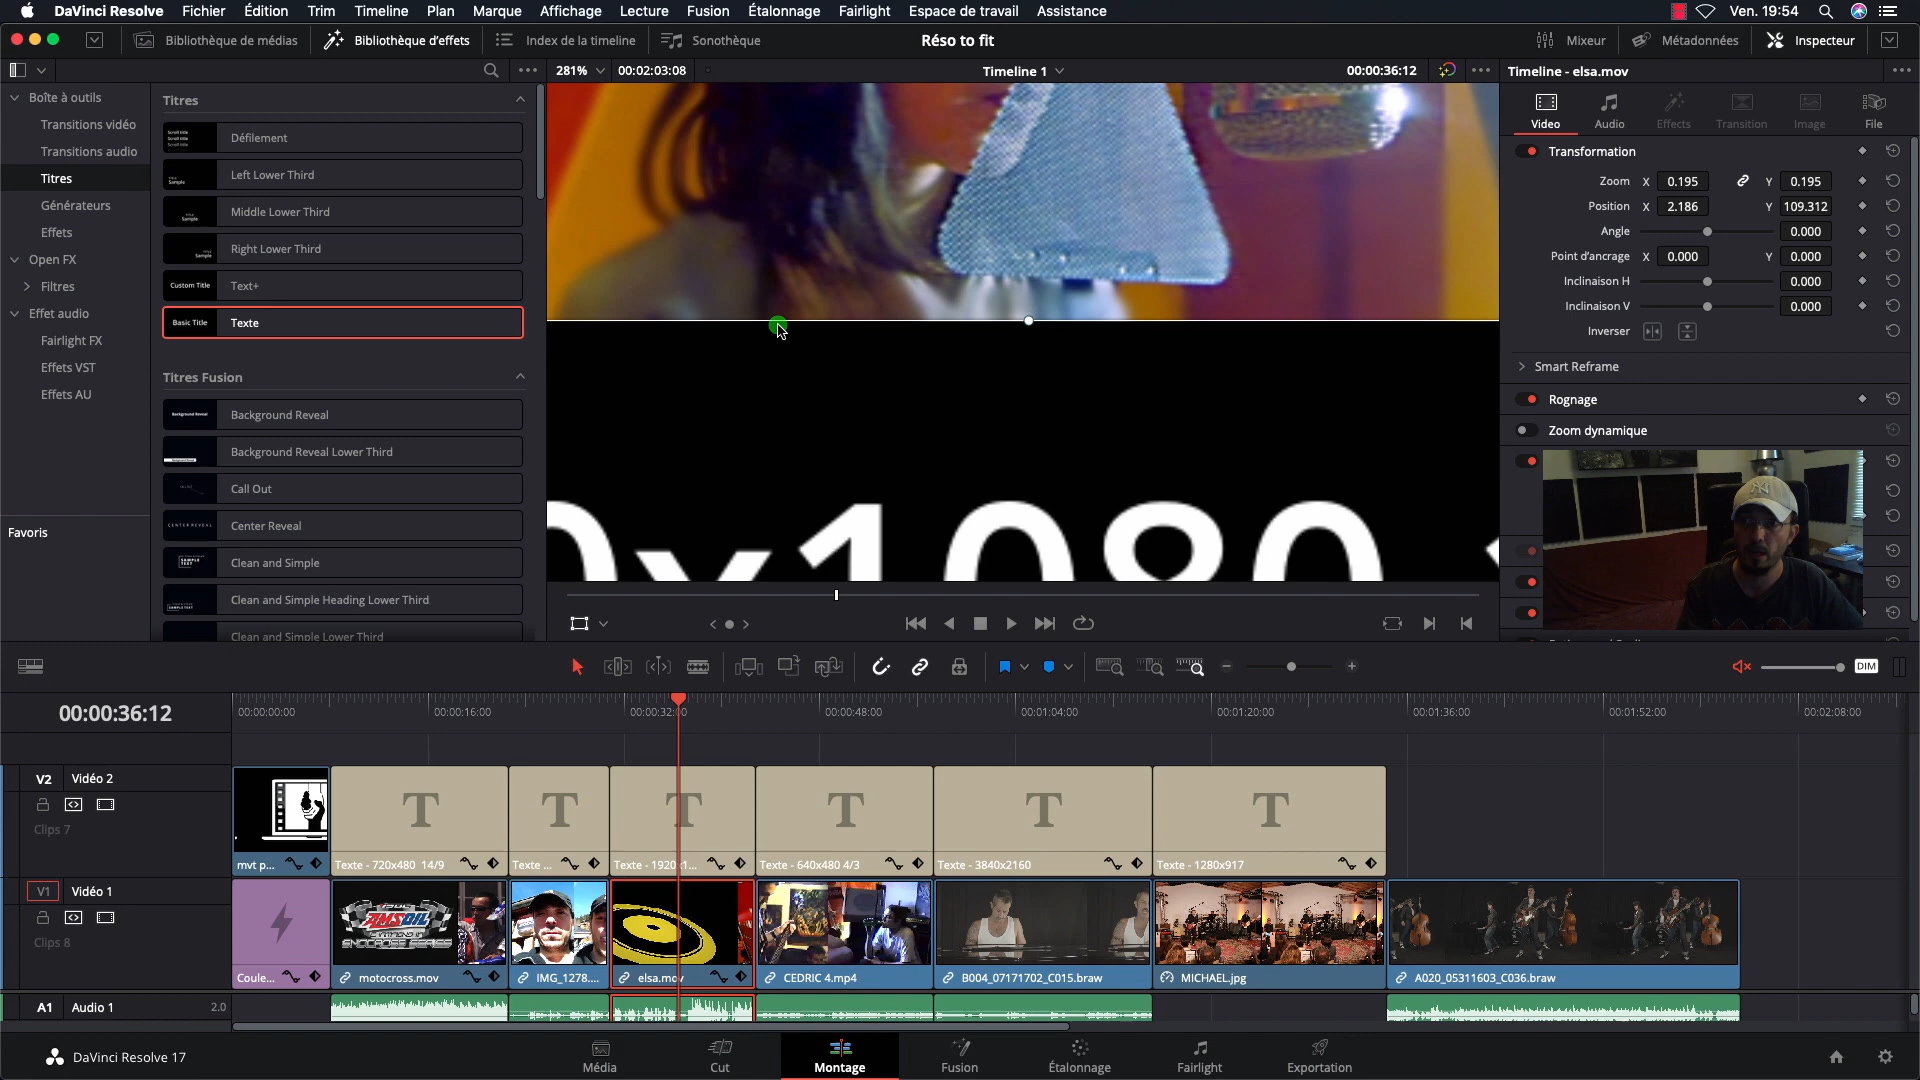 DaVinci Resolve Fichier Édition Trim Timeline Plan Marque Affichage Lecture Fusion Étalonnage Fairlight Espace de travail Assistance Ven. 19:54
Bibliothèque de médias Bibliothèque d'effets Index de la timeline Sonothèque Réso to fit Mixeur Métadonnées Inspecteur
281% 00:02:03:08 Timeline 1 00:00:36:12 Timeline - elsa.mov
Boîte à outils
Transitions vidéo
Transitions audio
Titres
Générateurs
Effets
Open FX
Filtres
Effet audio
Fairlight FX
Effets VST
Effets AU
Favoris
Titres
Défilement
Left Lower Third
Middle Lower Third
Right Lower Third
Custom Title Text+
Basic Title Texte
Titres Fusion
Background Reveal
Background Reveal Lower Third
Call Out
Center Reveal
Clean and Simple
Clean and Simple Heading Lower Third
Clean and Simple Lower Third
0x1080
Video Audio Effects Transition Image File
Transformation
Zoom X 0.195 Y 0.195
Position X 2.186 Y 109.312
Angle 0.000
Point d'ancrage X 0.000 Y 0.000
Inclinaison H 0.000
Inclinaison V 0.000
Inverser
Smart Reframe
Rognage
Zoom dynamique
DIM
00:00:36:12
00:00:00:00 00:00:16:00 00:00:32:00 00:00:48:00 00:01:04:00 00:01:20:00 00:01:36:00 00:01:52:00 00:02:08:00
V2 Vidéo 2
Clips 7
mvt p... Texte - 720x480 14/9 Texte ... Texte - 1920x1... Texte - 640x480 4/3 Texte - 3840x2160 Texte - 1280x917
V1 Vidéo 1
Clips 8
AMSOIL
SNOCROSS SERIES
Coule... motocross.mov IMG_1278.... elsa.mov CEDRIC 4.mp4 B004_07171702_C015.braw MICHAEL.jpg A020_05311603_C036.braw
A1 Audio 1 2.0
DaVinci Resolve 17
Média Cut Montage Fusion Étalonnage Fairlight Exportation